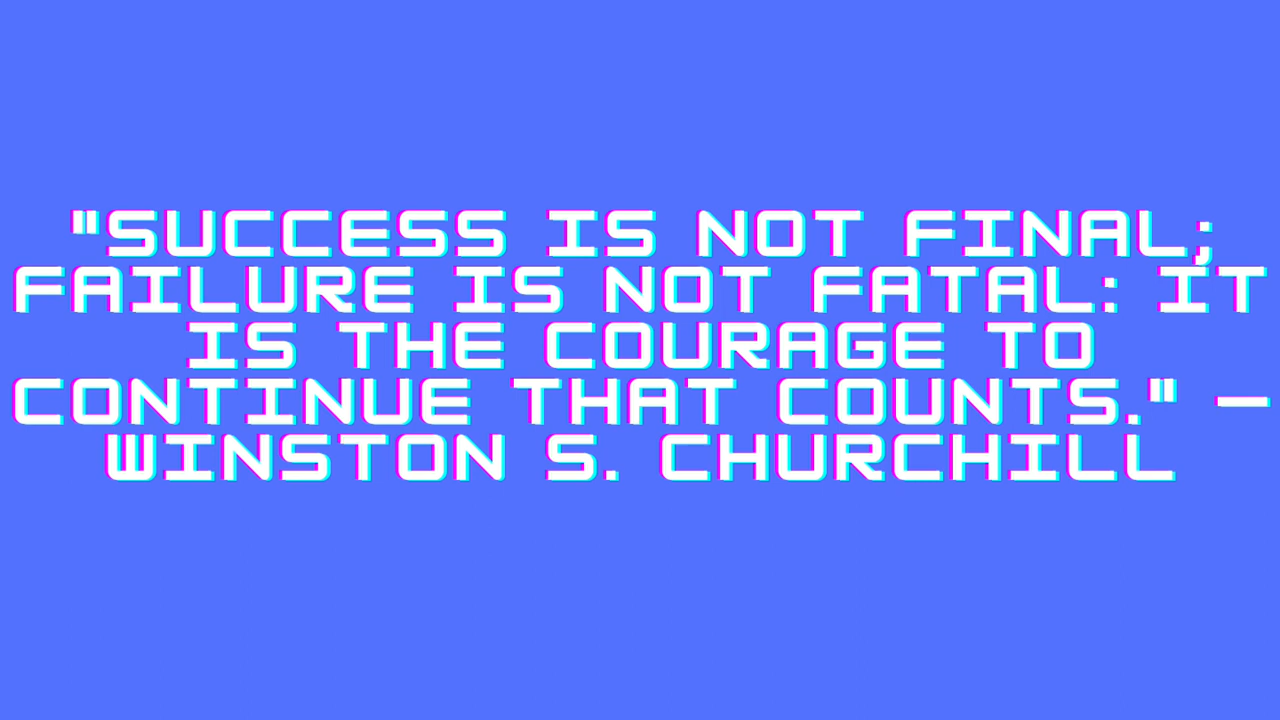 "SUCCESS IS NOT FINAL;
FAILURE IS NOT FATAL: IT
IS THE COURAGE TO
CONTINUE THAT COUNTS." —
WINSTON S. CHURCHILL